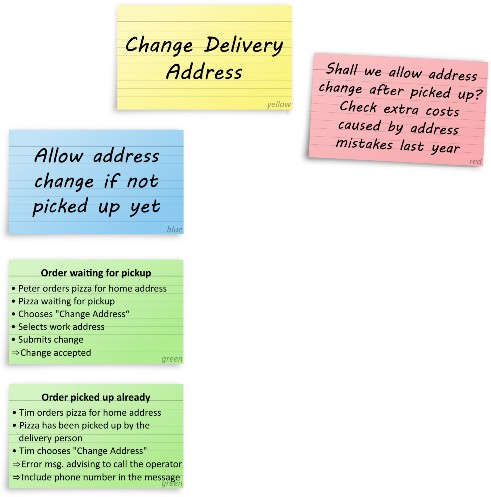 Change Delivery
Address
yellow
Shall we allow address
change after picked up?
Check extra costs
caused by address
mistakes last year
red
Allow address
change if not
picked up yet
blue
Order waiting for pickup
• Peter orders pizza for home address
• Pizza waiting for pickup
• Chooses "Change Address“
• Selects work address
• Submits change
⇒Change accepted
green
Order picked up already
• Tim orders pizza for home address
• Pizza has been picked up by the
delivery person
• Tim chooses "Change Address"
⇒Error msg. advising to call the operator
⇒Include phone number in the message
green